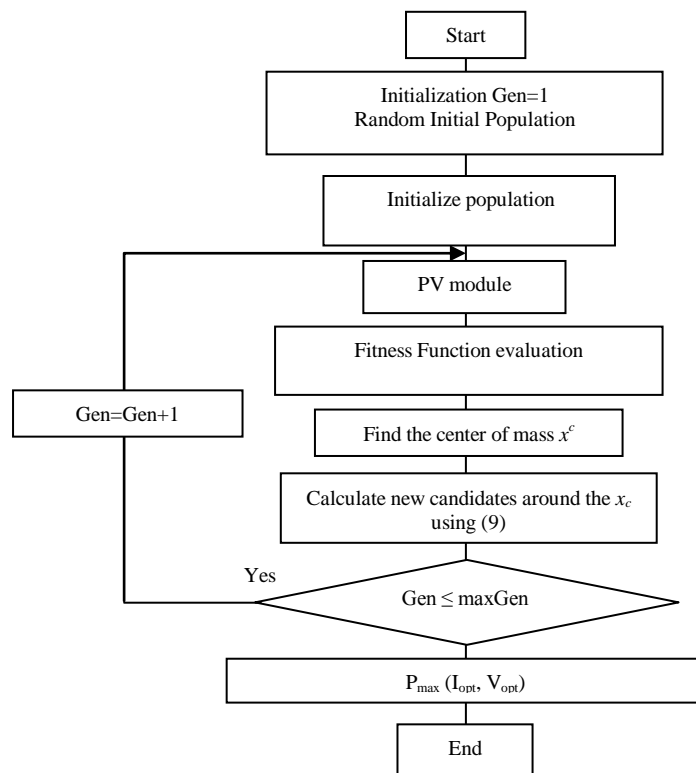 Start
Initialization Gen=1
Random Initial Population
Initialize population
PV module
Fitness Function evaluation
Gen=Gen+1
Find the center of mass x^c
Calculate new candidates around the x_c
using (9)
Yes
Gen ≤ maxGen
P_max (I_opt, V_opt)
End